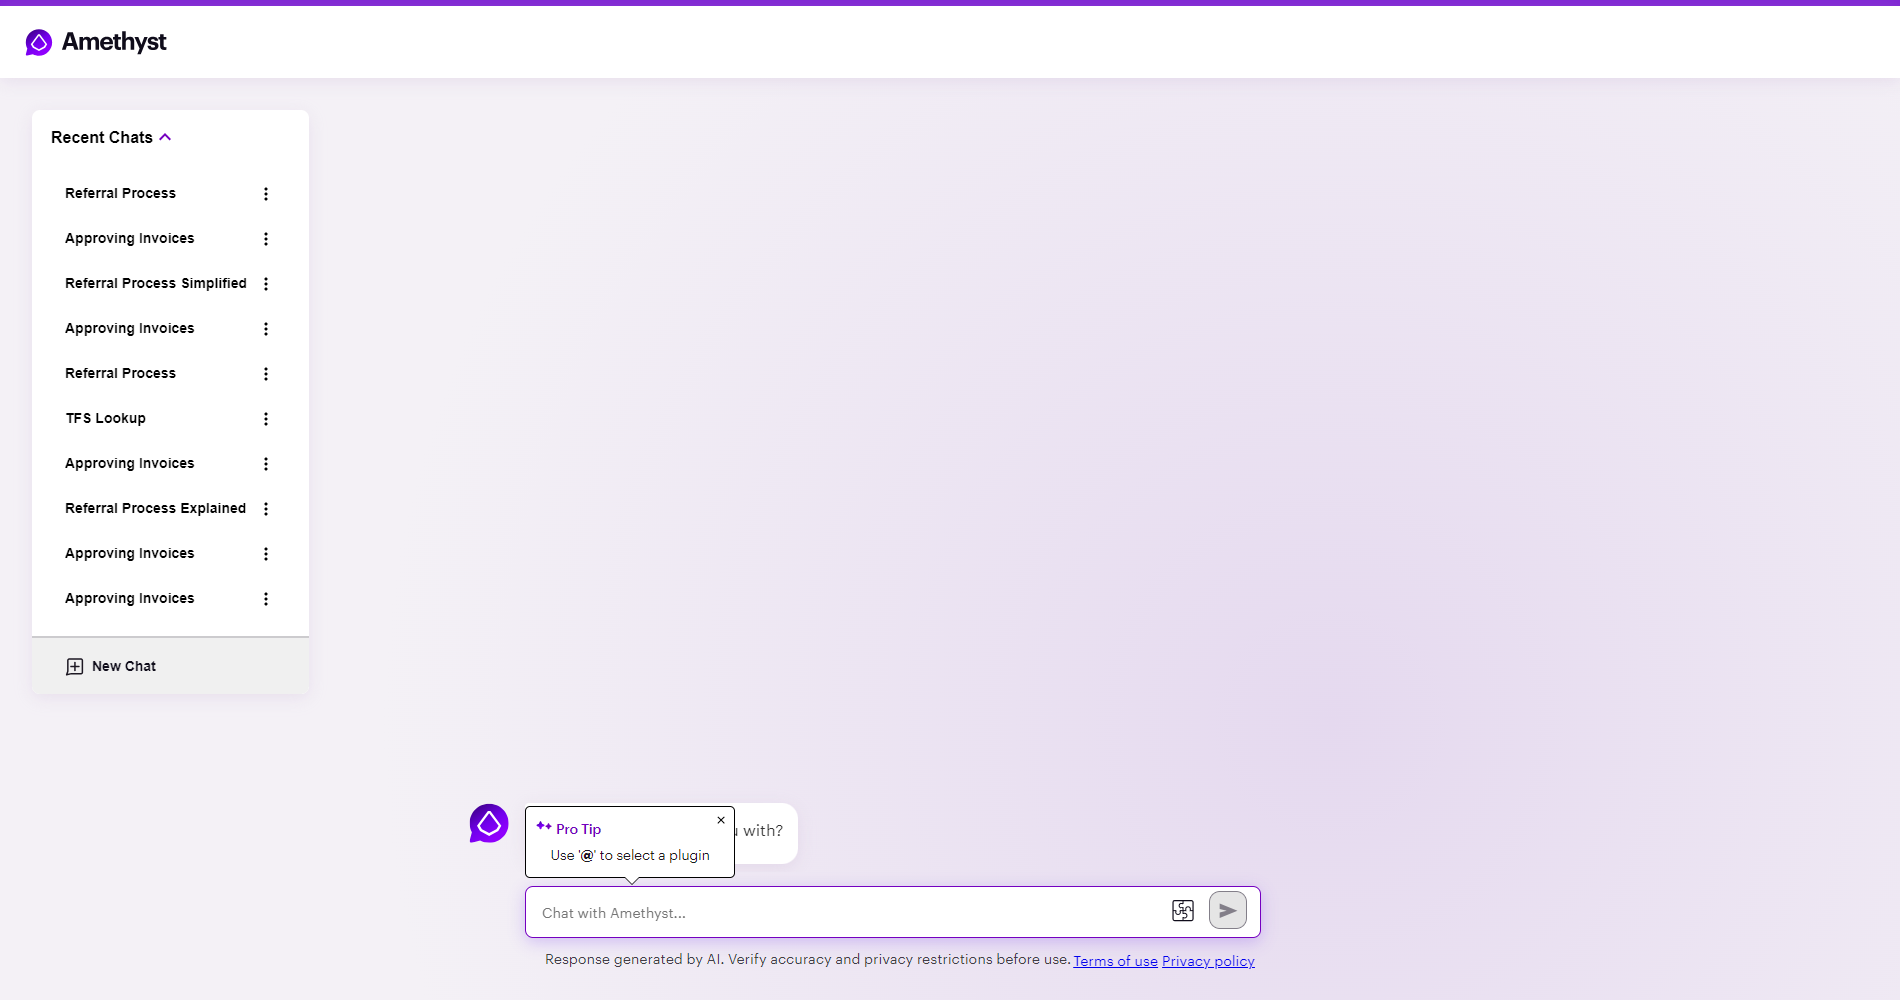 Amethyst
Recent Chats
Referral Process
Approving Invoices
Referral Process Simplified
Approving Invoices
Referral Process
TFS Lookup
Approving Invoices
Referral Process Explained
Approving Invoices
Approving Invoices
New Chat
Pro Tip
Use '@' to select a plugin
with?
Chat with Amethyst...
Response generated by AI. Verify accuracy and privacy restrictions before use. Terms of use Privacy policy